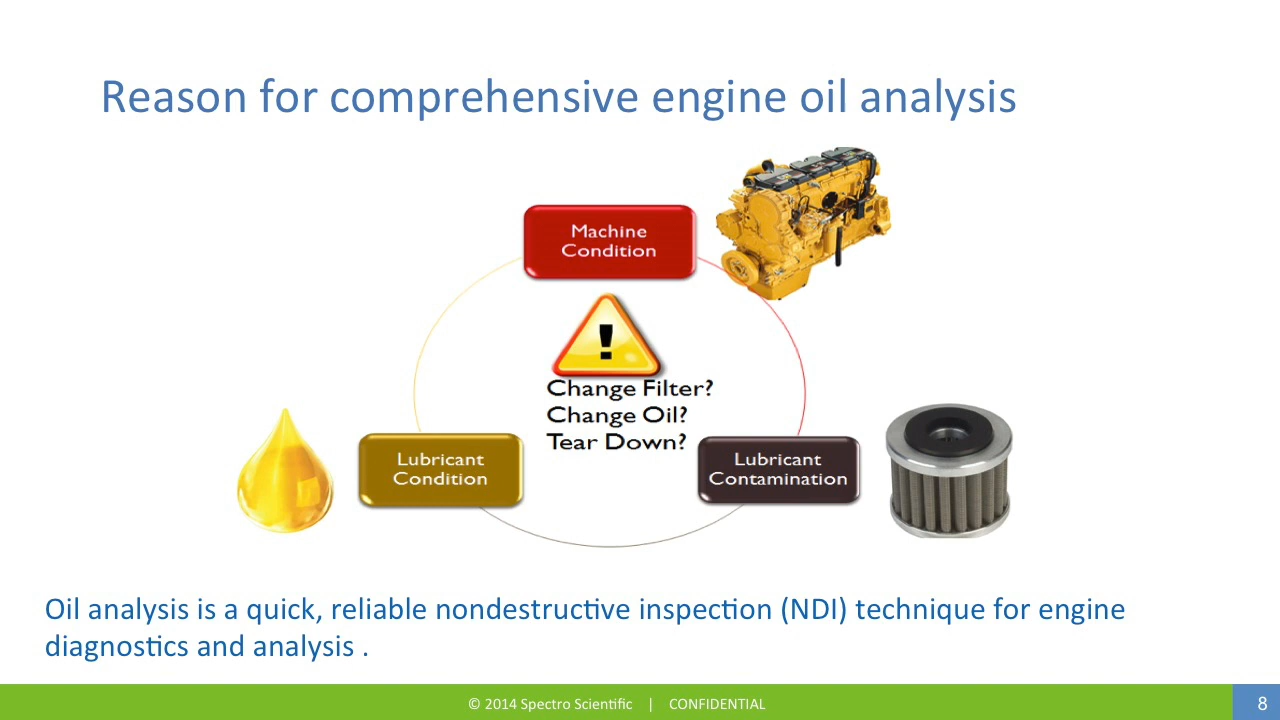 Reason for comprehensive engine oil analysis
Machine
Condition
!
Change Filter?
Change Oil?
Tear Down?
Lubricant
Condition
Lubricant
Contamination
Oil analysis is a quick, reliable nondestructive inspection (NDI) technique for engine
diagnostics and analysis .
© 2014 Spectro Scientific | CONFIDENTIAL
8